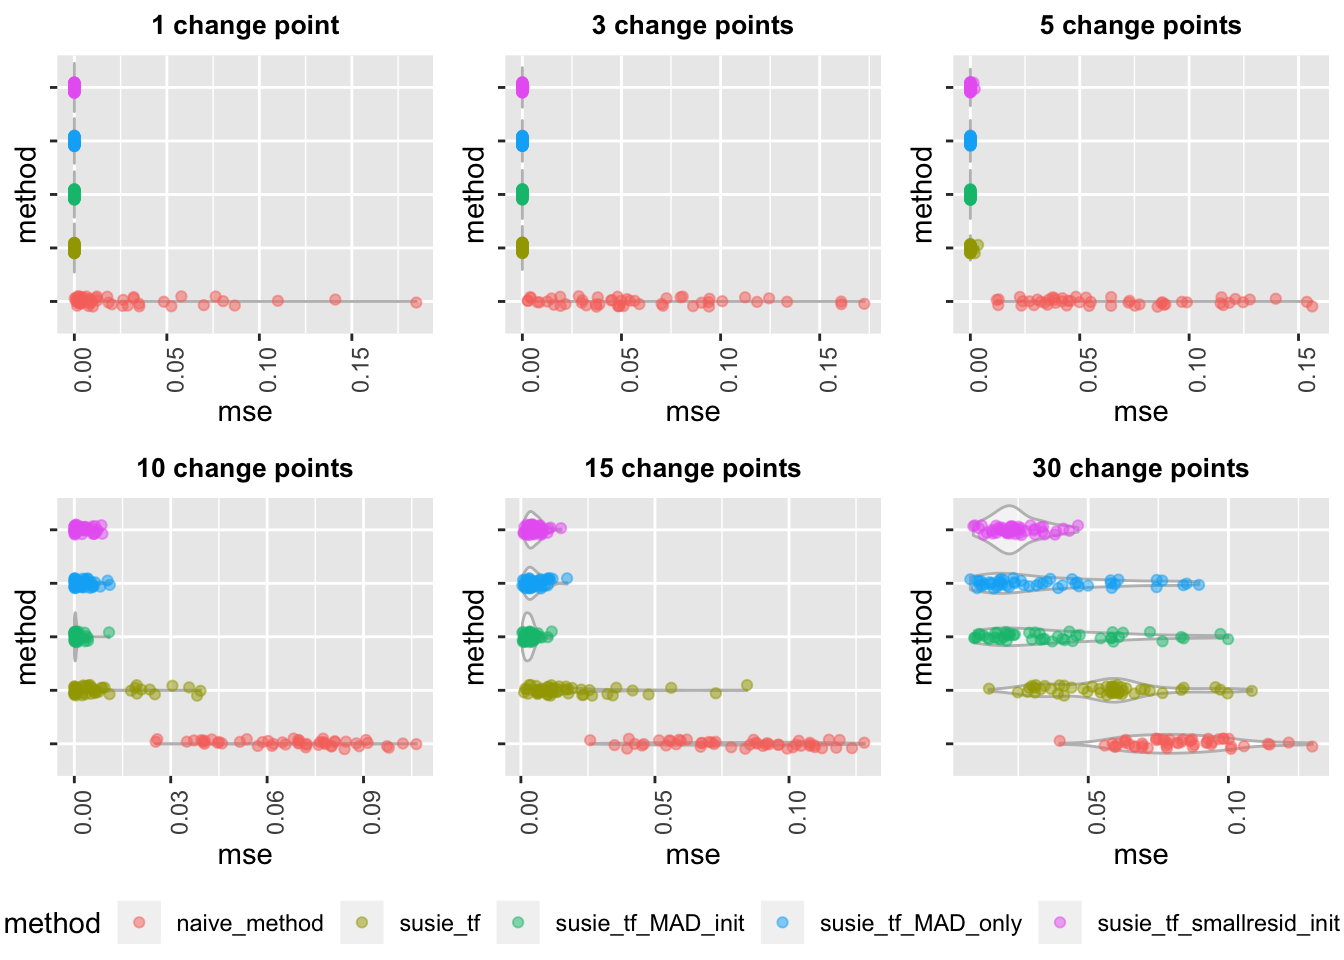 1 change point
3 change points
5 change points
method
method
method
0.00
0.05
0.10
0.15
0.00
0.05
0.10
0.15
0.00
0.05
0.10
0.15
mse
mse
mse
10 change points
15 change points
30 change points
method
method
method
0.00
0.03
0.06
0.09
0.00
0.05
0.10
0.05
0.10
mse
mse
mse
method naive_method susie_tf susie_tf_MAD_init susie_tf_MAD_only susie_tf_smallresid_init